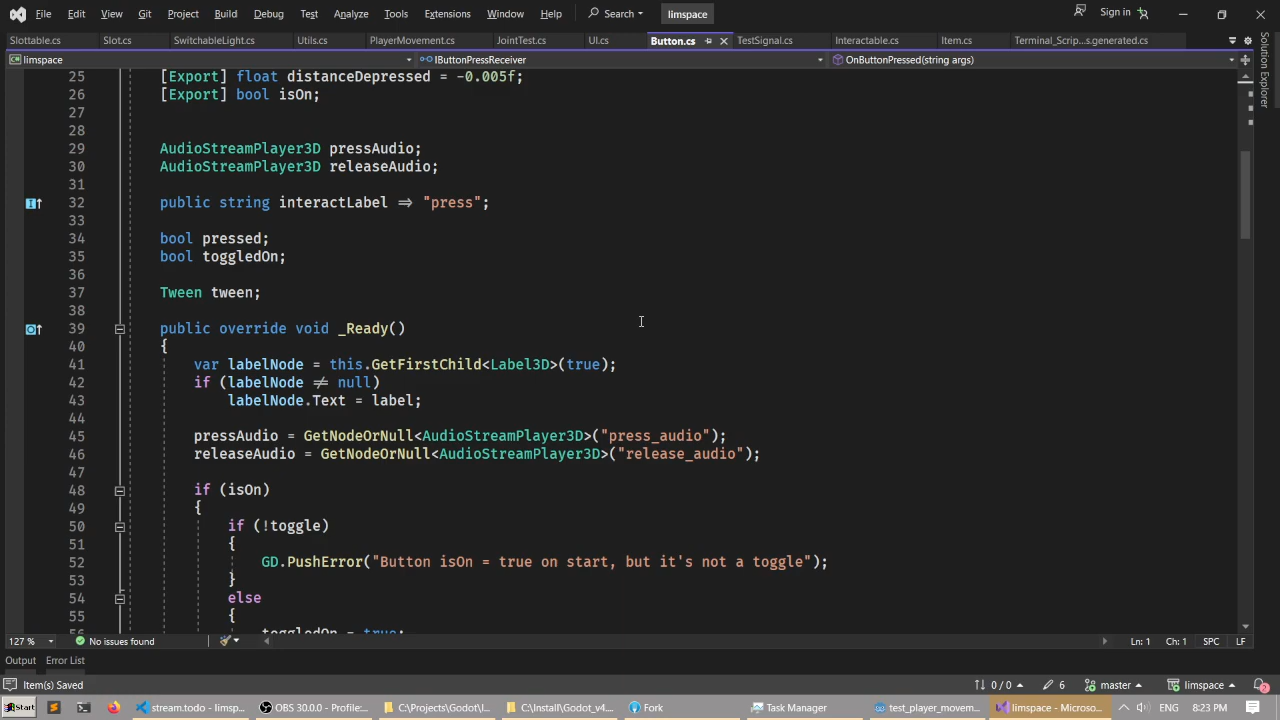 File Edit View Git Project Build Debug Test Analyze Tools Extensions Window Help Search limspace Sign in
Slottable.cs Slot.cs SwitchableLight.cs Utils.cs PlayerMovement.cs JointTest.cs UI.cs Button.cs TestSignal.cs Interactable.cs Item.cs Terminal_Scrip...s.generated.cs
limspace IButtonPressReceiver OnButtonPressed(string args)
Solution Explorer
25 [Export] float distanceDepressed = -0.005f;
26 [Export] bool isOn;
27
28
29 AudioStreamPlayer3D pressAudio;
30 AudioStreamPlayer3D releaseAudio;
31
32 public string interactLabel => "press";
33
34 bool pressed;
35 bool toggledOn;
36
37 Tween tween;
38
39 public override void _Ready()
40 {
41 var labelNode = this.GetFirstChild<Label3D>(true);
42 if (labelNode ≠ null)
43 labelNode.Text = label;
44
45 pressAudio = GetNodeOrNull<AudioStreamPlayer3D>("press_audio");
46 releaseAudio = GetNodeOrNull<AudioStreamPlayer3D>("release_audio");
47
48 if (isOn)
49 {
50 if (!toggle)
51 {
52 GD.PushError("Button isOn = true on start, but it's not a toggle");
53 }
54 else
55 {
56 toggledOn = true;
127 % No issues found Ln: 1 Ch: 1 SPC LF
Output Error List
Item(s) Saved 0 / 0 6 master limspace 2
Start stream.todo - limsp... OBS 30.0.0 - Profile:... C:\Projects\Godot\l... C:\Install\Godot_v4... Fork Task Manager test_player_movem... limspace - Microso... ENG 8:23 PM